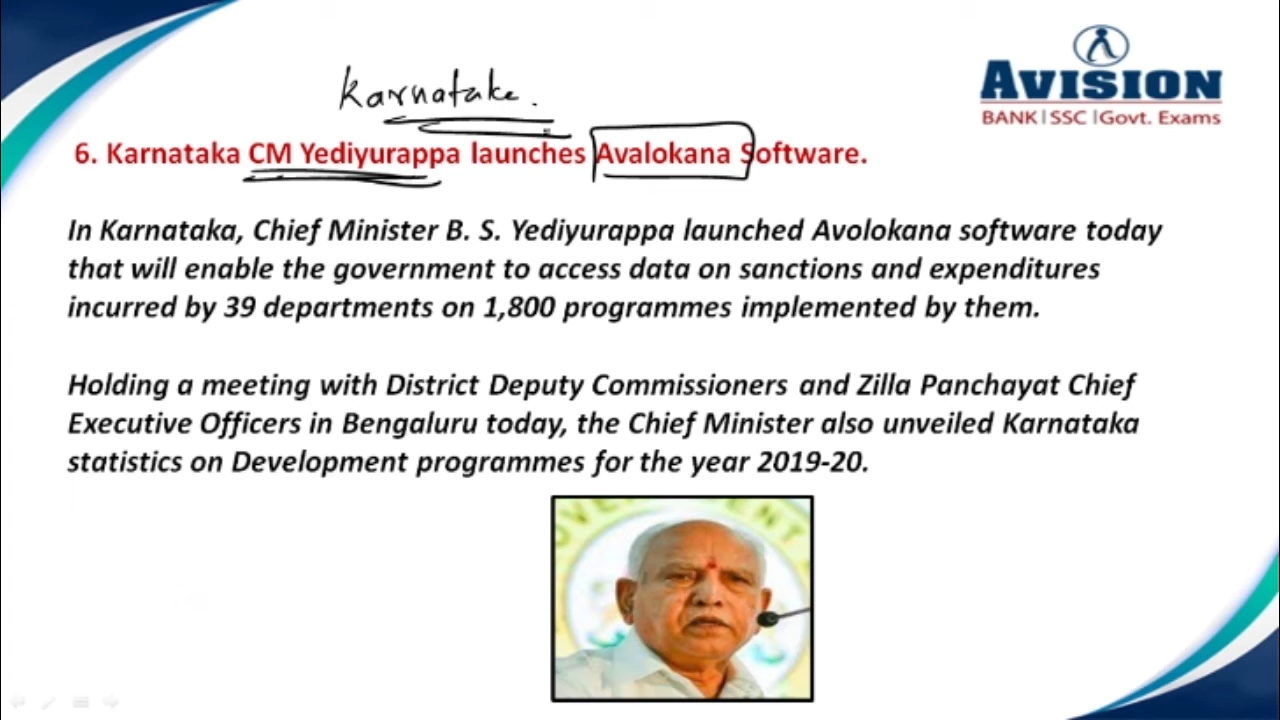 AVISION
BANK | SSC | Govt. Exams
Karnatake.
6. Karnataka CM Yediyurappa launches Avalokana Software.
In Karnataka, Chief Minister B. S. Yediyurappa launched Avolokana software today
that will enable the government to access data on sanctions and expenditures
incurred by 39 departments on 1,800 programmes implemented by them.
Holding a meeting with District Deputy Commissioners and Zilla Panchayat Chief
Executive Officers in Bengaluru today, the Chief Minister also unveiled Karnataka
statistics on Development programmes for the year 2019-20.